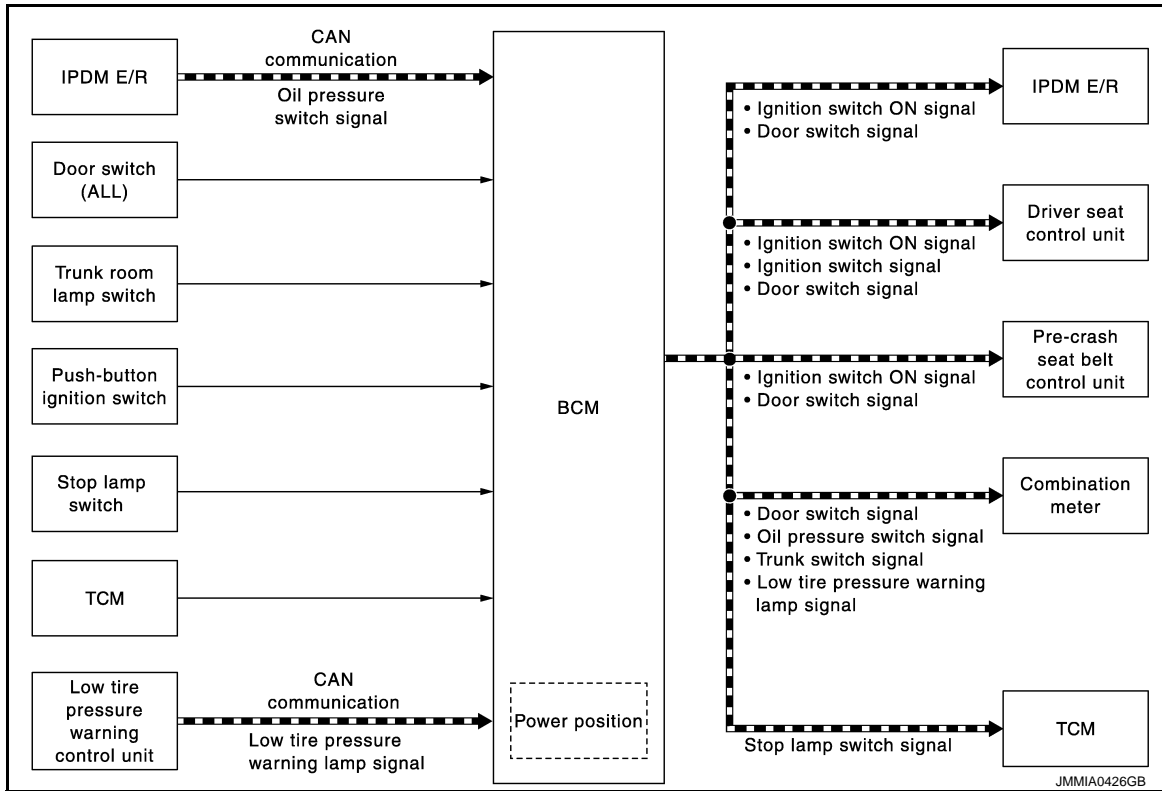 IPDM E/R
CAN
communication
Oil pressure
switch signal
Door switch
(ALL)
Trunk room
lamp switch
Push-button
ignition switch
Stop lamp
switch
TCM
Low tire
pressure
warning
control unit
CAN
communication
Low tire pressure
warning lamp signal
BCM
Power position
IPDM E/R
• Ignition switch ON signal
• Door switch signal
Driver seat
control unit
• Ignition switch ON signal
• Ignition switch signal
• Door switch signal
Pre-crash
seat belt
control unit
• Ignition switch ON signal
• Door switch signal
Combination
meter
• Door switch signal
• Oil pressure switch signal
• Trunk switch signal
• Low tire pressure warning
lamp signal
Stop lamp switch signal
TCM
JMMIA0426GB